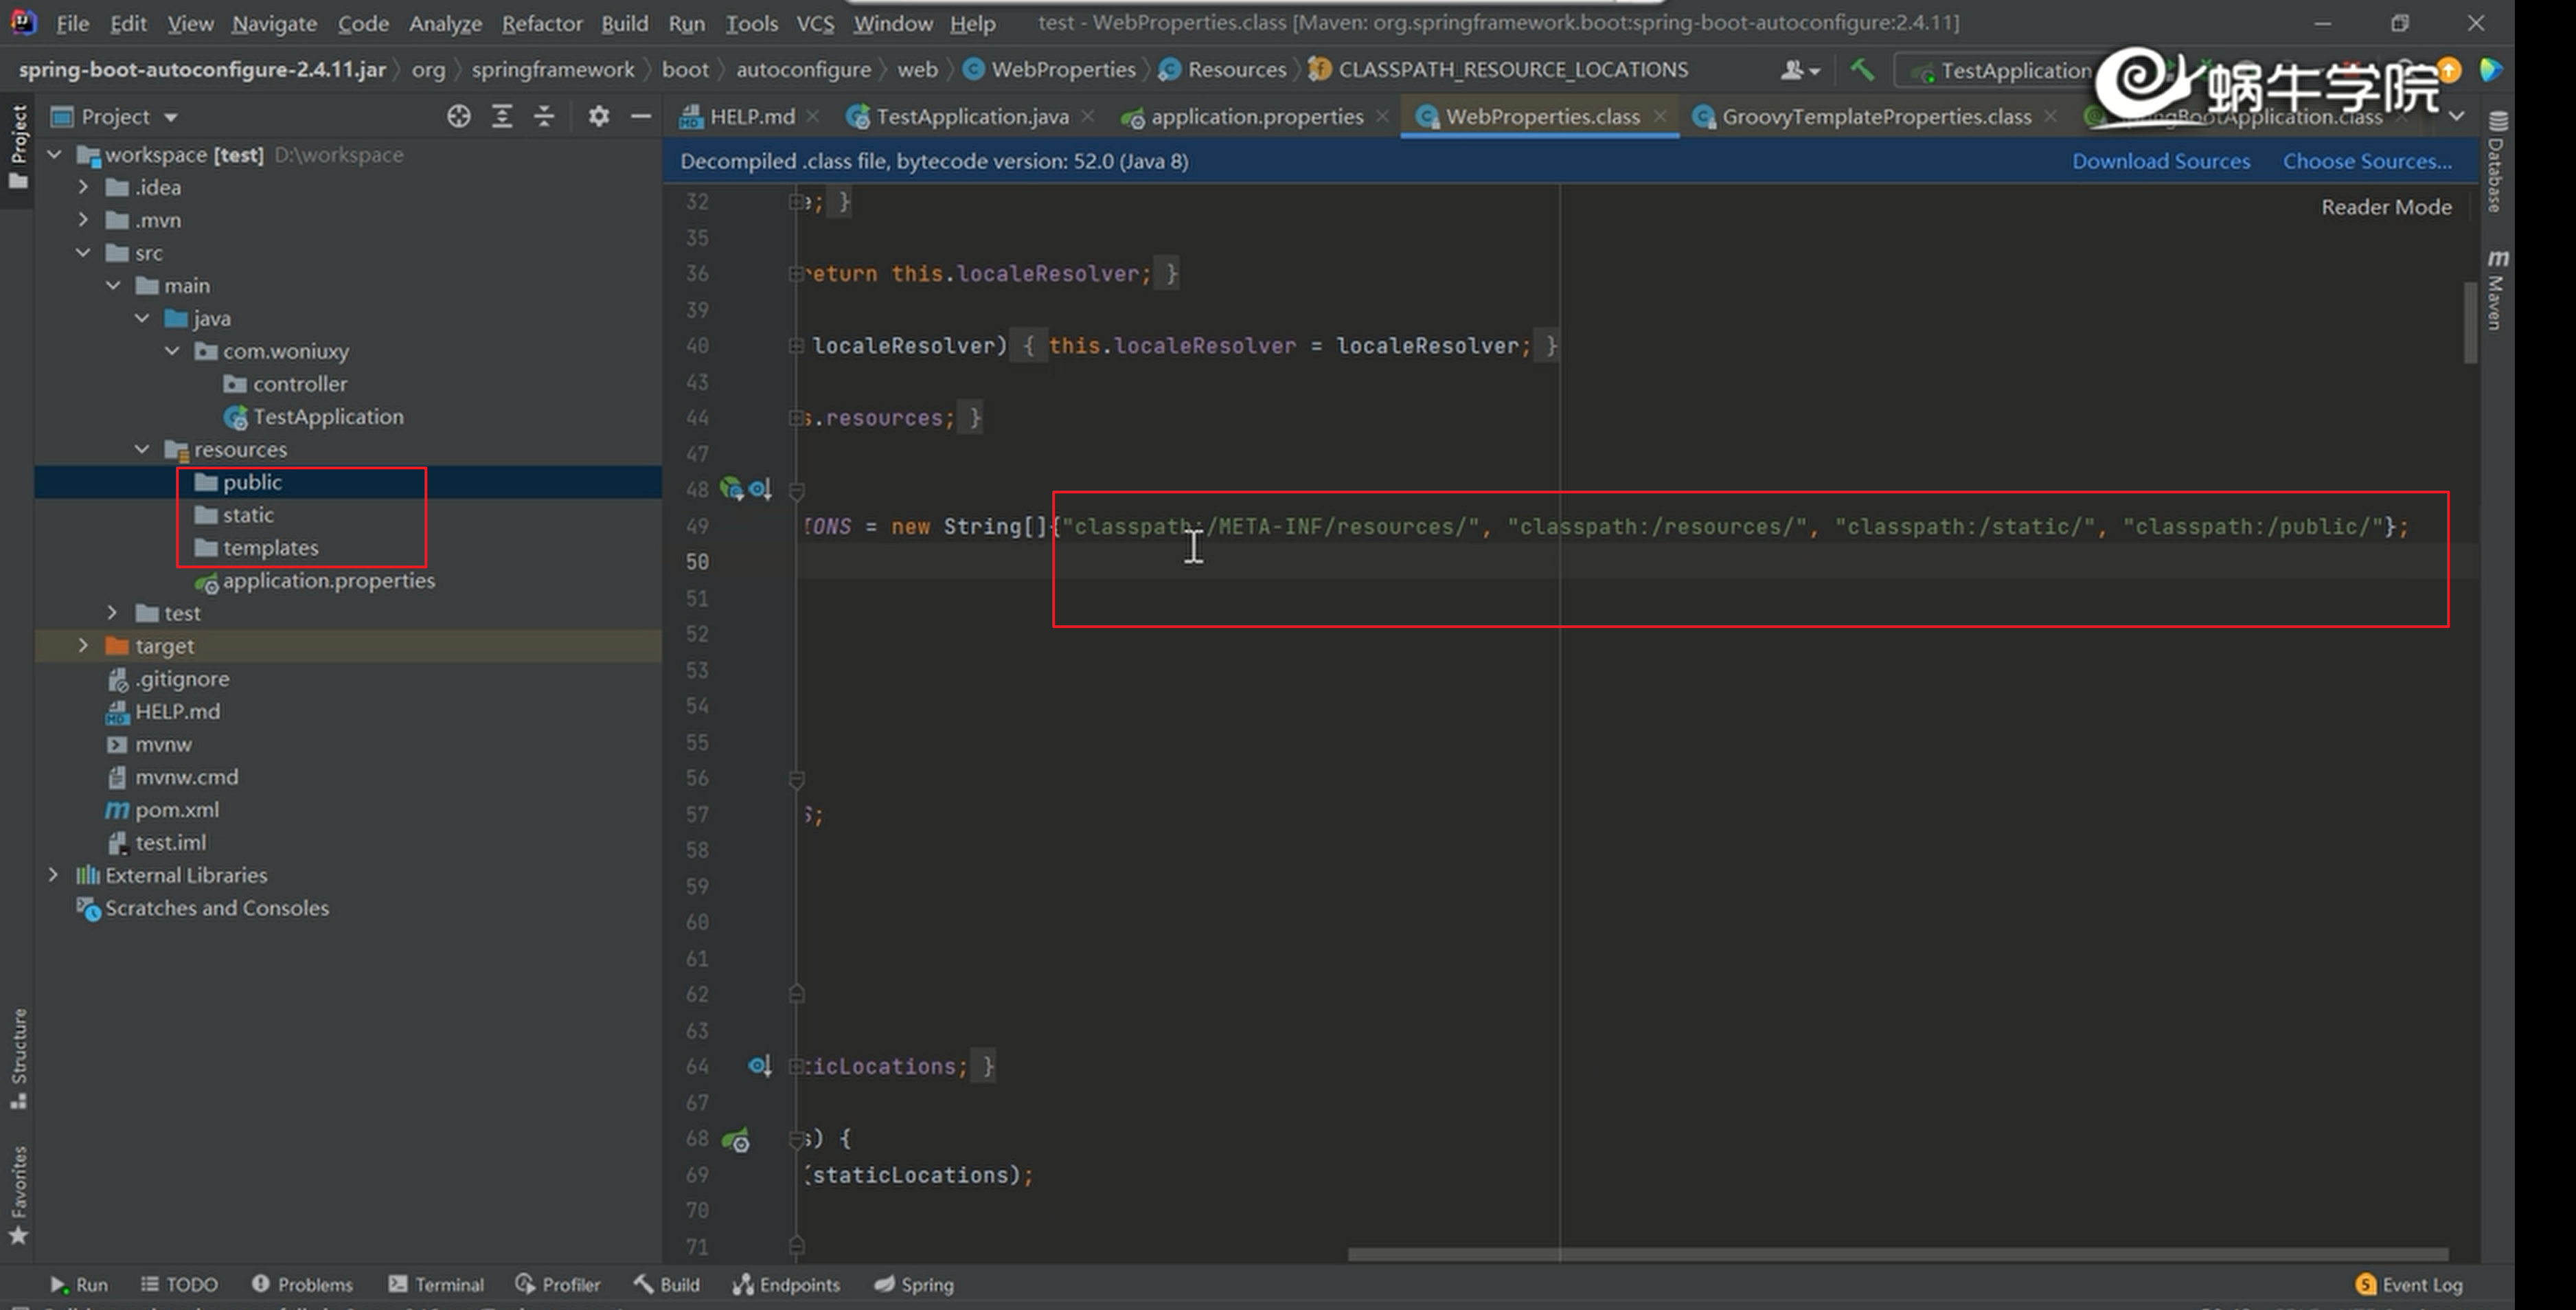 File Edit View Navigate Code Analyze Refactor Build Run Tools VCS Window Help test - WebProperties.class [Maven: org.springframework.boot:spring-boot-autoconfigure:2.4.11]
spring-boot-autoconfigure-2.4.11.jar org springframework boot autoconfigure web WebProperties Resources CLASSPATH_RESOURCE_LOCATIONS TestApplication
蜗牛学院
Project HELP.md TestApplication.java application.properties WebProperties.class GroovyTemplateProperties.class
Project
Decompiled .class file, bytecode version: 52.0 (Java 8) Download Sources Choose Sources...
Reader Mode
Database
Maven
workspace [test] D:\workspace
.idea
.mvn
src
main
java
com.woniuxy
controller
TestApplication
resources
public
static
templates
application.properties
test
target
.gitignore
HELP.md
mvnw
mvnw.cmd
pom.xml
test.iml
External Libraries
Scratches and Consoles
32 e; }
35
36 return this.localeResolver; }
39
40 localeResolver) { this.localeResolver = localeResolver; }
43
44 s.resources; }
47
48
49 IONS = new String[]{"classpath:/META-INF/resources/", "classpath:/resources/", "classpath:/static/", "classpath:/public/"};
50
51
52
53
54
55
56
57 S;
58
59
60
61
62
63
64 ticLocations; }
67
68 s) {
69 (staticLocations);
70
71
Structure
Favorites
Run TODO Problems Terminal Profiler Build Endpoints Spring 5 Event Log